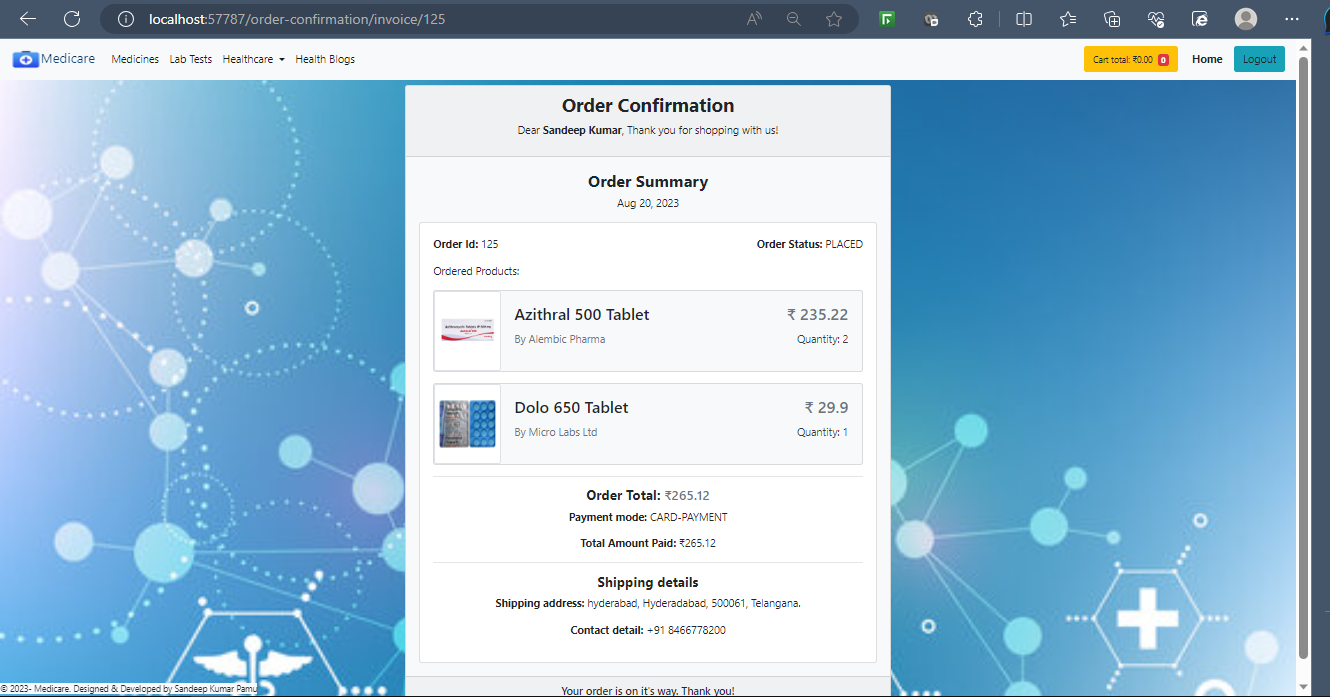 localhost:57787/order-confirmation/invoice/125
Medicare Medicines Lab Tests Healthcare Health Blogs Cart total: ₹0.00 0 Home Logout
Order Confirmation
Dear Sandeep Kumar, Thank you for shopping with us!
Order Summary
Aug 20, 2023
Order Id: 125 Order Status: PLACED
Ordered Products:
Azithral 500 Tablet ₹ 235.22
By Alembic Pharma Quantity: 2
Dolo 650 Tablet ₹ 29.9
By Micro Labs Ltd Quantity: 1
Order Total: ₹265.12
Payment mode: CARD-PAYMENT
Total Amount Paid: ₹265.12
Shipping details
Shipping address: hyderabad, Hyderadabad, 500061, Telangana.
Contact detail: +91 8466778200
Your order is on it's way. Thank you!
© 2023- Medicare. Designed & Developed by Sandeep Kumar Pamu